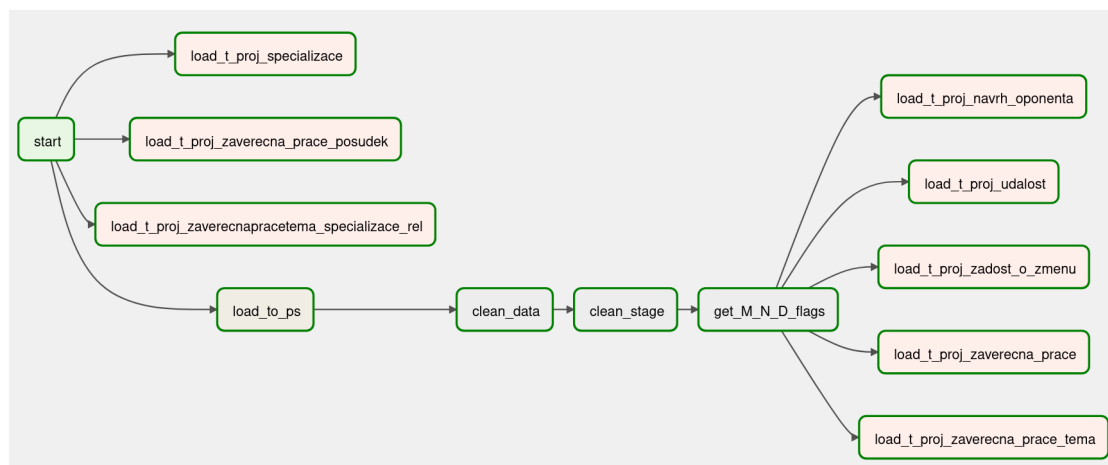 load_t_proj_specializace
load_t_proj_navrh_oponenta
start
load_t_proj_zaverecna_prace_posudek
load_t_proj_udalost
load_t_proj_zaverecnapracetema_specializace_rel
load_t_proj_zadost_o_zmenu
load_to_ps
clean_data
clean_stage
get_M_N_D_flags
load_t_proj_zaverecna_prace
load_t_proj_zaverecna_prace_tema